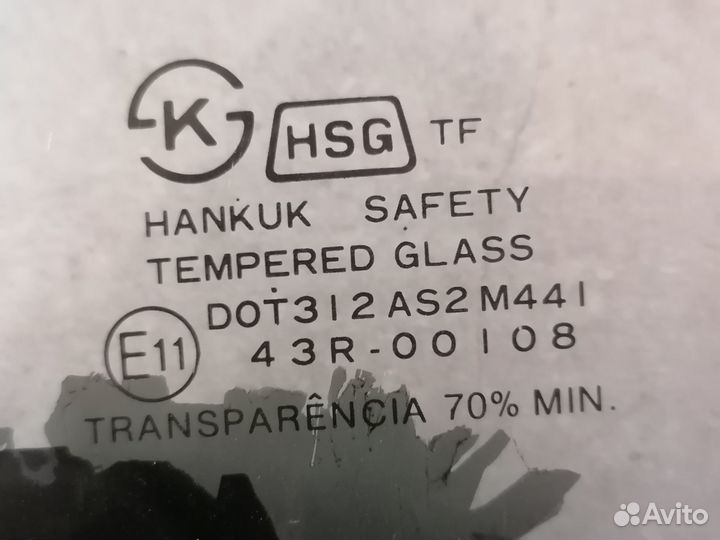 K HSG TF
HANKUK SAFETY
TEMPERED GLASS
DOT312 AS2 M441
E11 43R-00108
TRANSPARÊNCIA 70% MIN.
Avito